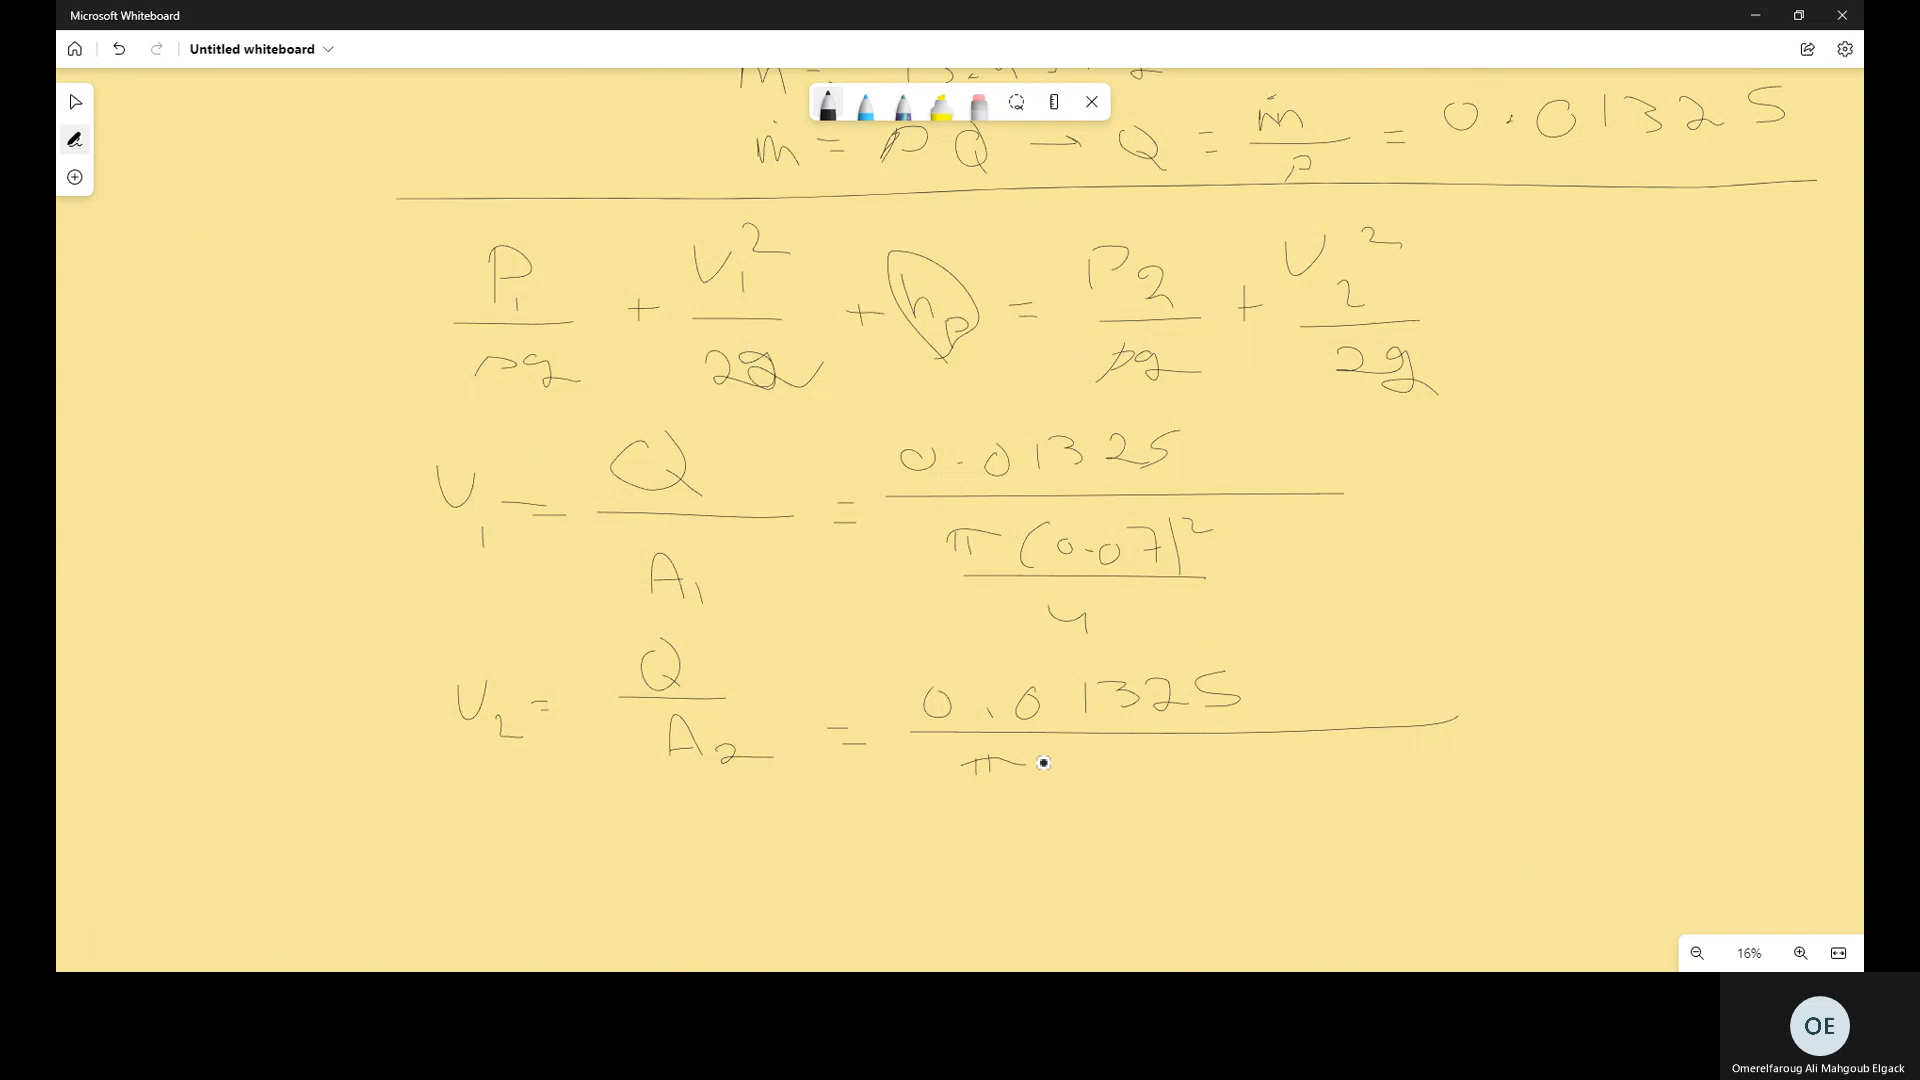 Microsoft Whiteboard
Untitled whiteboard
ṁ = ρ Q → Q = ṁ / ρ = 0.01325
P₁ / ρg + V₁² / 2g + hp = P₂ / ρg + V₂² / 2g
V₁ = Q / A₁ = 0.01325 / (π (0.07)² / 4)
V₂ = Q / A₂ = 0.01325 / π
16%
OE
Omerelfaroug Ali Mahgoub Elgack